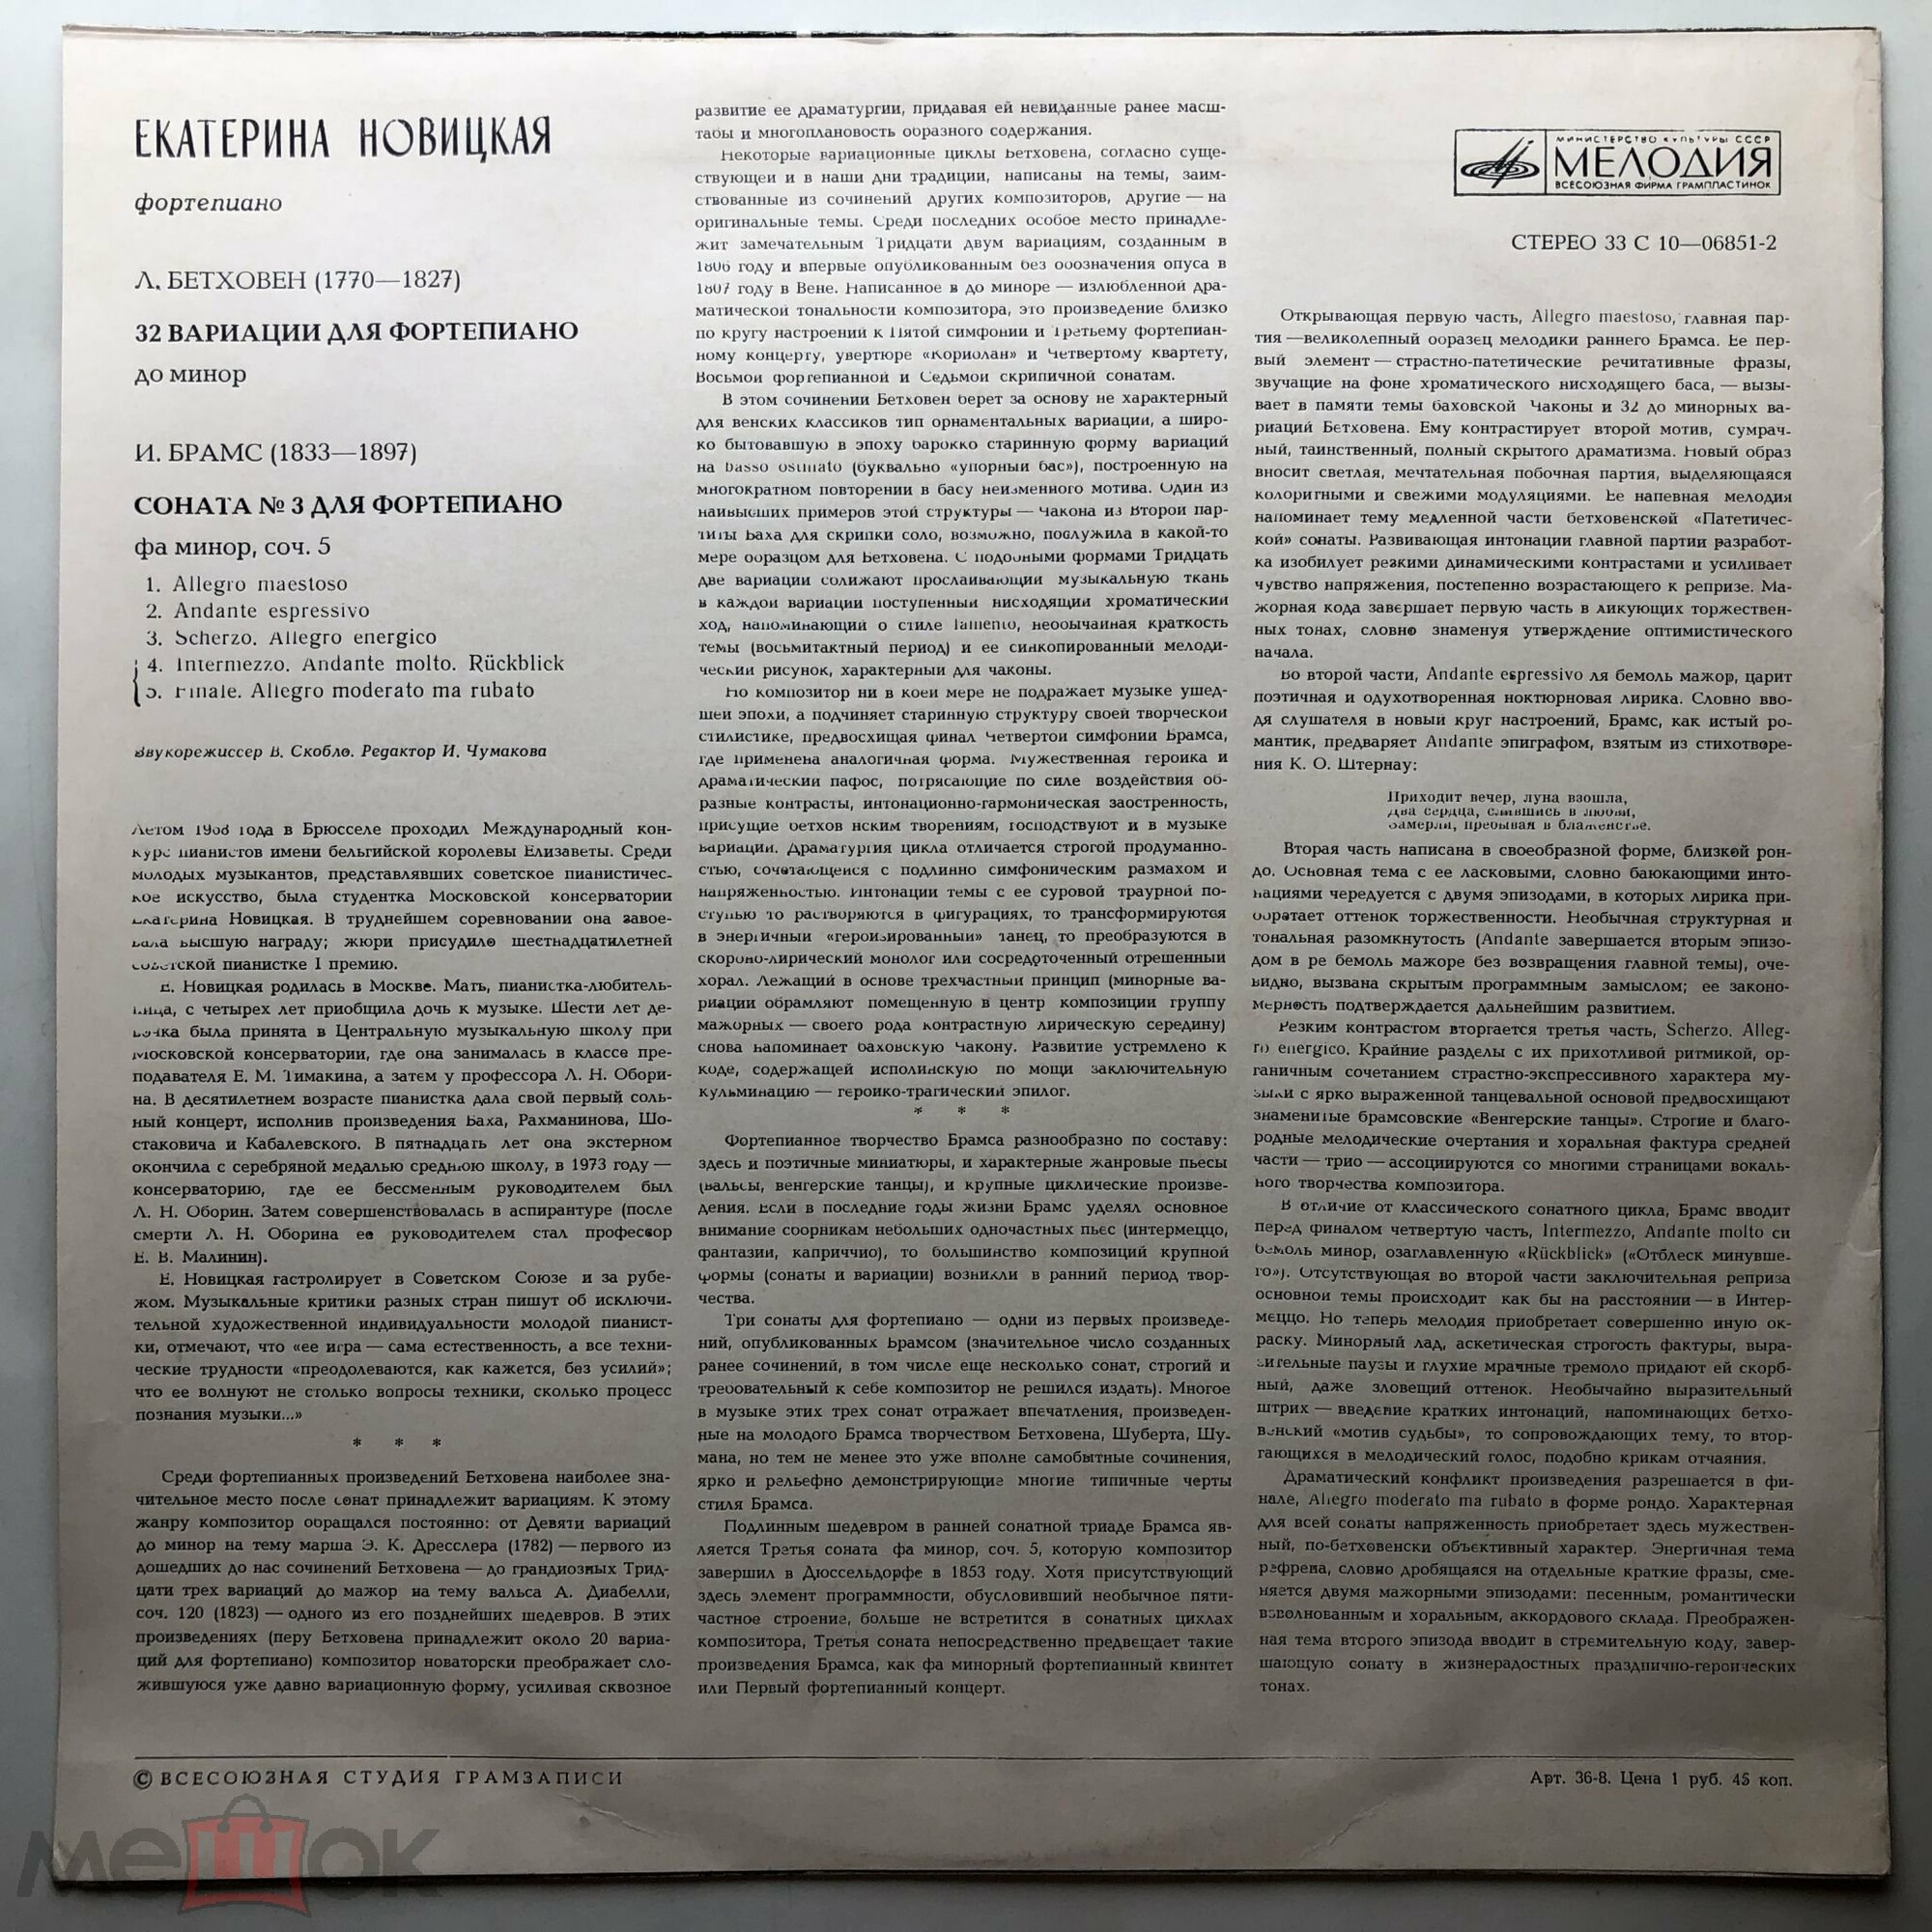 ЕКАТЕРИНА НОВИЦКАЯ
фортепиано
Л. БЕТХОВЕН (1770—1827)
32 ВАРИАЦИИ ДЛЯ ФОРТЕПИАНО
до минор
И. БРАМС (1833—1897)
СОНАТА № 3 ДЛЯ ФОРТЕПИАНО
фа минор, соч. 5
1. Allegro maestoso
2. Andante espressivo
3. Scherzo. Allegro energico
4. Intermezzo. Andante molto. Rückblick
5. Finale. Allegro moderato ma rubato
Звукорежиссер В. Скобло. Редактор И. Чумакова
Летом 1968 года в Брюсселе проходил Международный кон-
курс пианистов имени бельгийской королевы Елизаветы. Среди
молодых музыкантов, представлявших советское пианистичес-
кое искусство, была студентка Московской консерватории
Екатерина Новицкая. В труднейшем соревновании она завое-
вала высшую награду; жюри присудило шестнадцатилетней
советской пианистке I премию.
Е. Новицкая родилась в Москве. Мать, пианистка-любитель-
ница, с четырех лет приобщила дочь к музыке. Шести лет де-
вочка была принята в Центральную музыкальную школу при
Московской консерватории, где она занималась в классе пре-
подавателя Е. М. Тимакина, а затем у профессора Л. Н. Обори-
на. В десятилетнем возрасте пианистка дала свой первый соль-
ный концерт, исполнив произведения Баха, Рахманинова, Шо-
стаковича и Кабалевского. В пятнадцать лет она экстерном
окончила с серебряной медалью среднюю школу, в 1973 году —
консерваторию, где ее бессменным руководителем был
Л. Н. Оборин. Затем совершенствовалась в аспирантуре (после
смерти Л. Н. Оборина ее руководителем стал профессор
Е. В. Малинин).
Е. Новицкая гастролирует в Советском Союзе и за рубе-
жом. Музыкальные критики разных стран пишут об исключи-
тельной художественной индивидуальности молодой пианист-
ки, отмечают, что «ее игра — сама естественность, а все техни-
ческие трудности «преодолеваются, как кажется, без усилий»;
что ее волнуют не столько вопросы техники, сколько процесс
познания музыки...»
* * *
Среди фортепианных произведений Бетховена наиболее зна-
чительное место после сонат принадлежит вариациям. К этому
жанру композитор обращался постоянно: от Девяти вариаций
до минор на тему марша Э. К. Дресслера (1782) — первого из
дошедших до нас сочинений Бетховена — до грандиозных Трид-
цати трех вариаций до мажор на тему вальса А. Диабелли,
соч. 120 (1823) — одного из его позднейших шедевров. В этих
произведениях (перу Бетховена принадлежит около 20 вариа-
ций для фортепиано) композитор новаторски преображает сло-
жившуюся уже давно вариационную форму, усиливая сквозное
развитие ее драматургии, придавая ей невиданные ранее масш-
табы и многоплановость образного содержания.
Некоторые вариационные циклы Бетховена, согласно суще-
ствующей и в наши дни традиции, написаны на темы, заим-
ствованные из сочинений других композиторов, другие — на
оригинальные темы. Среди последних особое место принадле-
жит замечательным Тридцати двум вариациям, созданным в
1806 году и впервые опубликованным без обозначения опуса в
1807 году в Вене. Написанное в до миноре — излюбленной дра-
матической тональности композитора, это произведение близко
по кругу настроений к Пятой симфонии и Третьему фортепиан-
ному концерту, увертюре «Кориолан» и Четвертому квартету,
Восьмой фортепианной и Седьмой скрипичной сонатам.
В этом сочинении Бетховен берет за основу не характерный
для венских классиков тип орнаментальных вариации, а широ-
ко бытовавшую в эпоху барокко старинную форму вариаций
на basso ostinato (буквально «упорный бас»), построенную на
многократном повторении в басу неизменного мотива. Один из
наивысших примеров этой структуры — Чакона из Второй пар-
титы Баха для скрипки соло, возможно, послужила в какой-то
мере образцом для Бетховена. С подобными формами Тридцать
две вариации сближают прослаивающий музыкальную ткань
в каждой вариации поступенный нисходящий хроматический
ход, напоминающий о стиле lamento, необычайная краткость
темы (восьмитактный период) и ее синкопированный мелоди-
ческий рисунок, характерный для чаконы.
Но композитор ни в коей мере не подражает музыке ушед-
шей эпохи, а подчиняет старинную структуру своей творческой
стилистике, предвосхищая финал Четвертой симфонии Брамса,
где применена аналогичная форма. Мужественная героика и
драматический пафос, потрясающие по силе воздействия об-
разные контрасты, интонационно-гармоническая заостренность,
присущие бетхов нским творениям, господствуют и в музыке
вариации. Драматургия цикла отличается строгой продуманно-
стью, сочетающейся с подлинно симфоническим размахом и
напряженностью. Интонации темы с ее суровой траурной по-
ступью то растворяются в фигурациях, то трансформируются
в энергичный «героизированный» танец, то преобразуются в
скорбно-лирический монолог или сосредоточенный отрешенный
хорал. Лежащий в основе трехчастный принцип (минорные ва-
риации обрамляют помещенную в центр композиции группу
мажорных — своего рода контрастную лирическую середину)
снова напоминает баховскую Чакону. Развитие устремлено к
коде, содержащей исполинскую по мощи заключительную
кульминацию — героико-трагический эпилог.
* * *
Фортепианное творчество Брамса разнообразно по составу:
здесь и поэтичные миниатюры, и характерные жанровые пьесы
(вальсы, венгерские танцы), и крупные циклические произве-
дения. Если в последние годы жизни Брамс уделял основное
внимание сборникам небольших одночастных пьес (интермеццо,
фантазии, каприччио), то большинство композиций крупной
формы (сонаты и вариации) возникли в ранний период твор-
чества.
Три сонаты для фортепиано — одни из первых произведе-
ний, опубликованных Брамсом (значительное число созданных
ранее сочинений, в том числе еще несколько сонат, строгий и
требовательный к себе композитор не решился издать). Многое
в музыке этих трех сонат отражает впечатления, произведен-
ные на молодого Брамса творчеством Бетховена, Шуберта, Шу-
мана, но тем не менее это уже вполне самобытные сочинения,
ярко и рельефно демонстрирующие многие типичные черты
стиля Брамса.
Подлинным шедевром в ранней сонатной триаде Брамса яв-
ляется Третья соната фа минор, соч. 5, которую композитор
завершил в Дюссельдорфе в 1853 году. Хотя присутствующий
здесь элемент программности, обусловивший необычное пяти-
частное строение, больше не встретится в сонатных циклах
композитора, Третья соната непосредственно предвещает такие
произведения Брамса, как фа минорный фортепианный квинтет
или Первый фортепианный концерт.
МИНИСТЕРСТВО КУЛЬТУРЫ СССР
МЕЛОДИЯ
ВСЕСОЮЗНАЯ ФИРМА ГРАМПЛАСТИНОК
СТЕРЕО 33 С 10—06851-2
Открывающая первую часть, Allegro maestoso, главная пар-
тия —великолепный образец мелодики раннего Брамса. Ее пер-
вый элемент — страстно-патетические речитативные фразы,
звучащие на фоне хроматического нисходящего баса, — вызы-
вает в памяти темы баховской Чаконы и 32 до минорных ва-
риаций Бетховена. Ему контрастирует второй мотив, сумрач-
ный, таинственный, полный скрытого драматизма. Новый образ
вносит светлая, мечтательная побочная партия, выделяющаяся
колоритными и свежими модуляциями. Ее напевная мелодия
напоминает тему медленной части бетховенской «Патетичес-
кой» сонаты. Развивающая интонации главной партии разработ-
ка изобилует резкими динамическими контрастами и усиливает
чувство напряжения, постепенно возрастающего к репризе. Ма-
жорная кода завершает первую часть в ликующих торжествен-
ных тонах, словно знаменуя утверждение оптимистического
начала.
Во второй части, Andante espressivo ля бемоль мажор, царит
поэтичная и одухотворенная ноктюрновая лирика. Словно вво-
дя слушателя в новый круг настроений, Брамс, как истый ро-
мантик, предваряет Andante эпиграфом, взятым из стихотворе-
ния К. О. Штернау:
Приходит вечер, луна взошла,
Два сердца, слившись в любви,
Замерли, пребывая в блаженстве.
Вторая часть написана в своеобразной форме, близкой рон-
до. Основная тема с ее ласковыми, словно баюкающими инто-
нациями чередуется с двумя эпизодами, в которых лирика при-
обретает оттенок торжественности. Необычная структурная и
тональная разомкнутость (Andante завершается вторым эпизо-
дом в ре бемоль мажоре без возвращения главной темы), оче-
видно, вызвана скрытым программным замыслом; ее законо-
мерность подтверждается дальнейшим развитием.
Резким контрастом вторгается третья часть, Scherzo. Alleg-
ro energico. Крайние разделы с их прихотливой ритмикой, ор-
ганичным сочетанием страстно-экспрессивного характера му-
зыки с ярко выраженной танцевальной основой предвосхищают
знаменитые брамсовские «Венгерские танцы». Строгие и благо-
родные мелодические очертания и хоральная фактура средней
части — трио — ассоциируются со многими страницами вокаль-
ного творчества композитора.
В отличие от классического сонатного цикла, Брамс вводит
перед финалом четвертую часть, Intermezzo, Andante molto си
бемоль минор, озаглавленную «Rückblick» («Отблеск минувше-
го»). Отсутствующая во второй части заключительная реприза
основной темы происходит как бы на расстоянии — в Интер-
меццо. Но теперь мелодия приобретает совершенно иную ок-
раску. Минорный лад, аскетическая строгость фактуры, выра-
зительные паузы и глухие мрачные тремоло придают ей скорб-
ный, даже зловещий оттенок. Необычайно выразительный
штрих — введение кратких интонаций, напоминающих бетхо-
венский «мотив судьбы», то сопровождающих тему, то втор-
гающихся в мелодический голос, подобно крикам отчаяния.
Драматический конфликт произведения разрешается в фи-
нале, Allegro moderato ma rubato в форме рондо. Характерная
для всей сонаты напряженность приобретает здесь мужествен-
ный, по-бетховенски объективный характер. Энергичная тема
рефрена, словно дробящаяся на отдельные краткие фразы, сме-
няется двумя мажорными эпизодами: песенным, романтически
взволнованным и хоральным, аккордового склада. Преображен-
ная тема второго эпизода вводит в стремительную коду, завер-
шающую сонату в жизнерадостных празднично-героических
тонах.
© ВСЕСОЮЗНАЯ СТУДИЯ ГРАМЗАПИСИ
Арт. 36-8. Цена 1 руб. 45 коп.
мешок